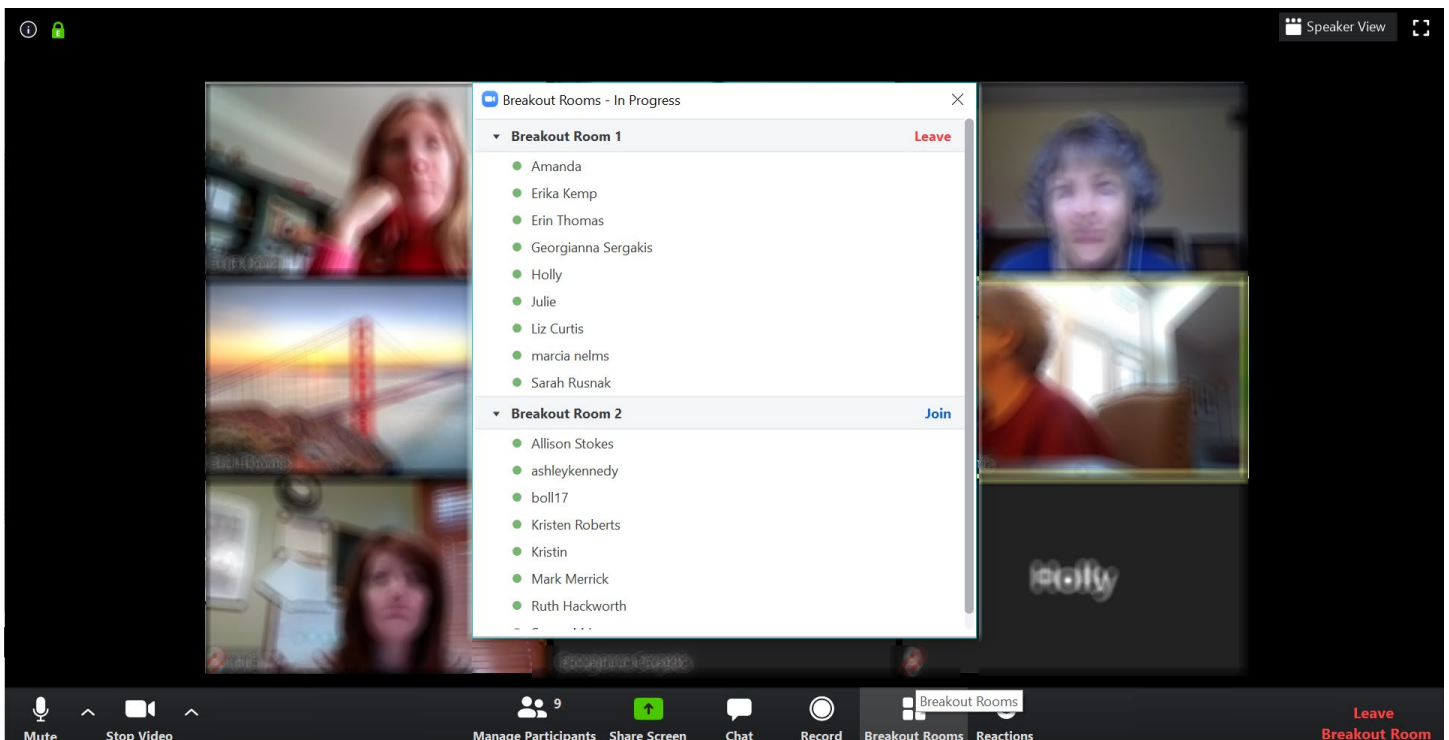 Speaker View
Breakout Rooms - In Progress
Breakout Room 1 Leave
Amanda
Erika Kemp
Erin Thomas
Georgianna Sergakis
Holly
Julie
Liz Curtis
marcia nelms
Sarah Rusnak
Breakout Room 2 Join
Allison Stokes
ashleykennedy
boll17
Kristen Roberts
Kristin
Mark Merrick
Ruth Hackworth
Holly
9
Breakout Rooms
Mute Stop Video Manage Participants Share Screen Chat Record Breakout Rooms Reactions
Leave
Breakout Room